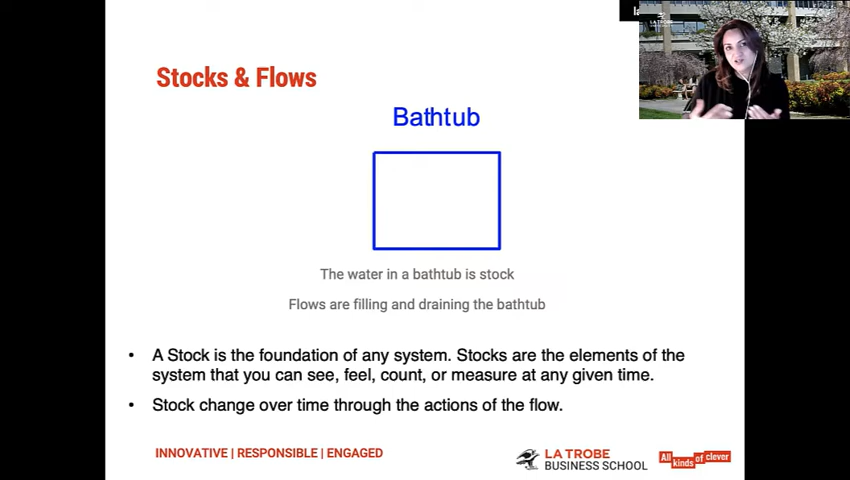 LA TROBE
Stocks & Flows
Bathtub
The water in a bathtub is stock
Flows are filling and draining the bathtub
• A Stock is the foundation of any system. Stocks are the elements of the
system that you can see, feel, count, or measure at any given time.
• Stock change over time through the actions of the flow.
INNOVATIVE | RESPONSIBLE | ENGAGED
LA TROBE
BUSINESS SCHOOL
All kinds of clever